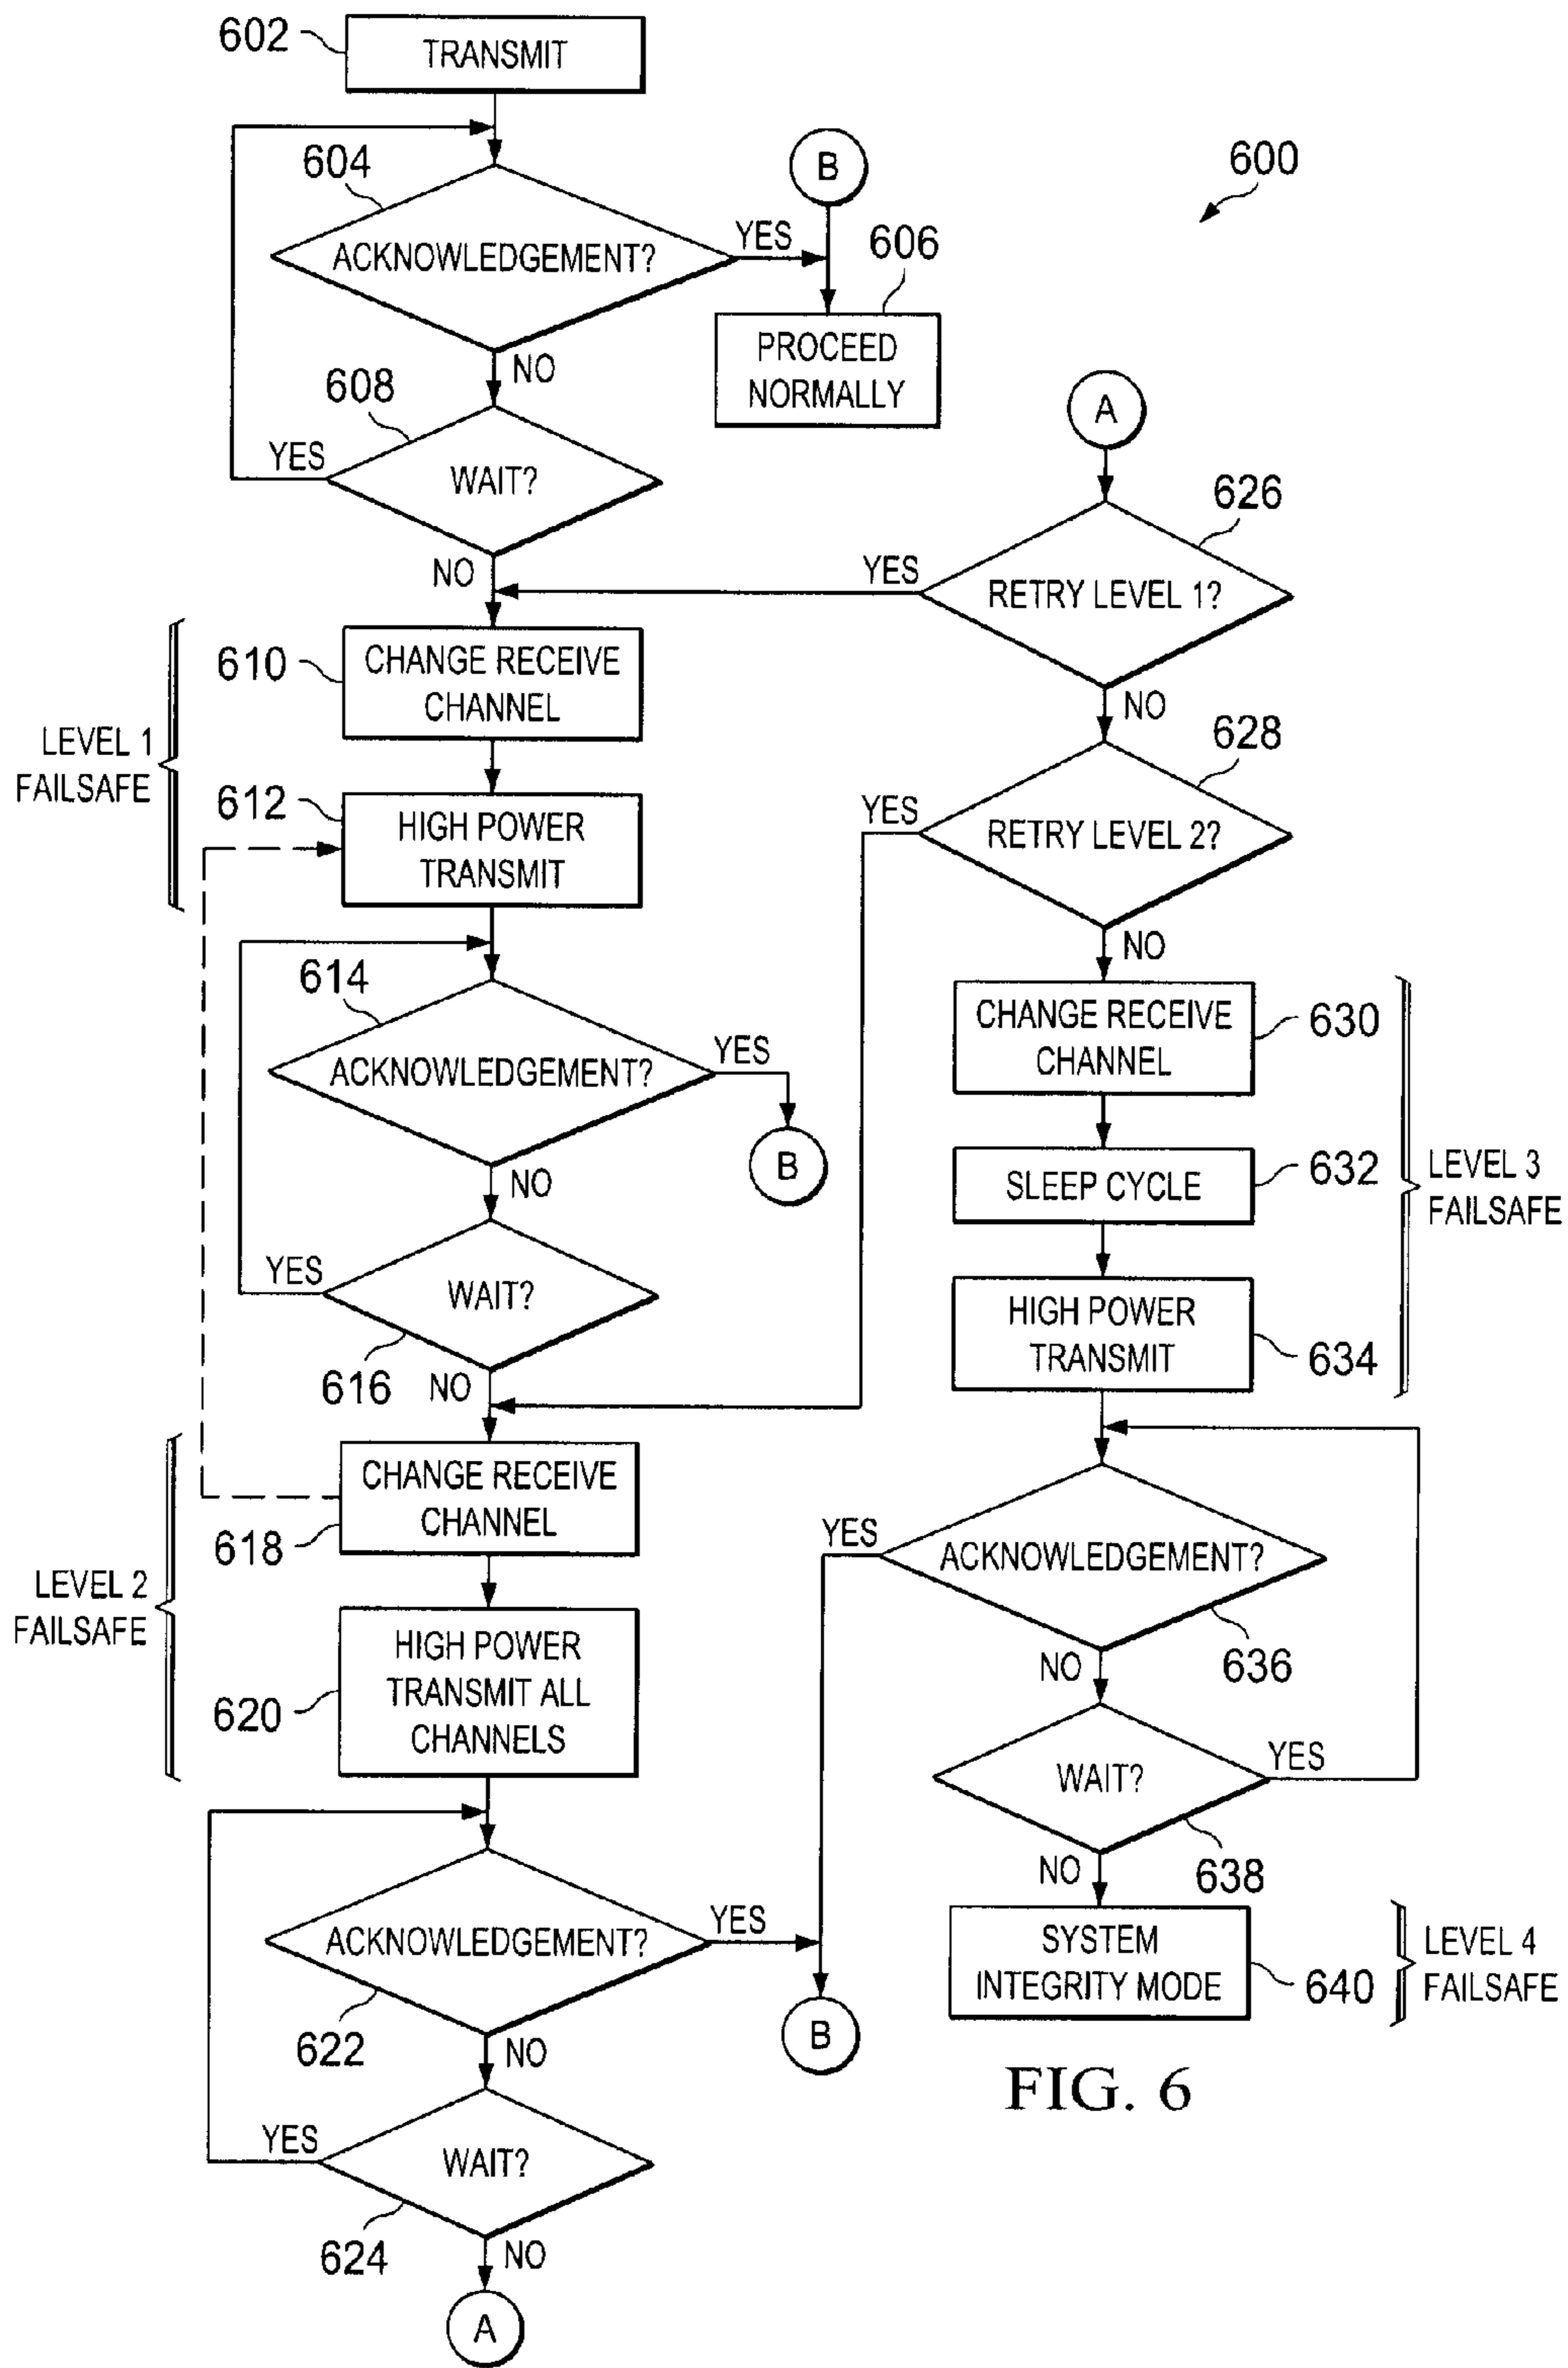 602
TRANSMIT
604
ACKNOWLEDGEMENT?
YES
B
606
PROCEED
NORMALLY
600
NO
608
WAIT?
YES
NO
A
626
RETRY LEVEL 1?
YES
NO
LEVEL 1
FAILSAFE
610
CHANGE RECEIVE
CHANNEL
612
HIGH POWER
TRANSMIT
628
RETRY LEVEL 2?
YES
NO
614
ACKNOWLEDGEMENT?
YES
B
NO
WAIT?
YES
616
NO
630
CHANGE RECEIVE
CHANNEL
632
SLEEP CYCLE
634
HIGH POWER
TRANSMIT
LEVEL 3
FAILSAFE
LEVEL 2
FAILSAFE
618
CHANGE RECEIVE
CHANNEL
620
HIGH POWER
TRANSMIT ALL
CHANNELS
YES
ACKNOWLEDGEMENT?
636
NO
WAIT?
YES
638
NO
SYSTEM
INTEGRITY MODE
640
LEVEL 4
FAILSAFE
ACKNOWLEDGEMENT?
YES
622
B
NO
WAIT?
YES
624
NO
A
FIG. 6